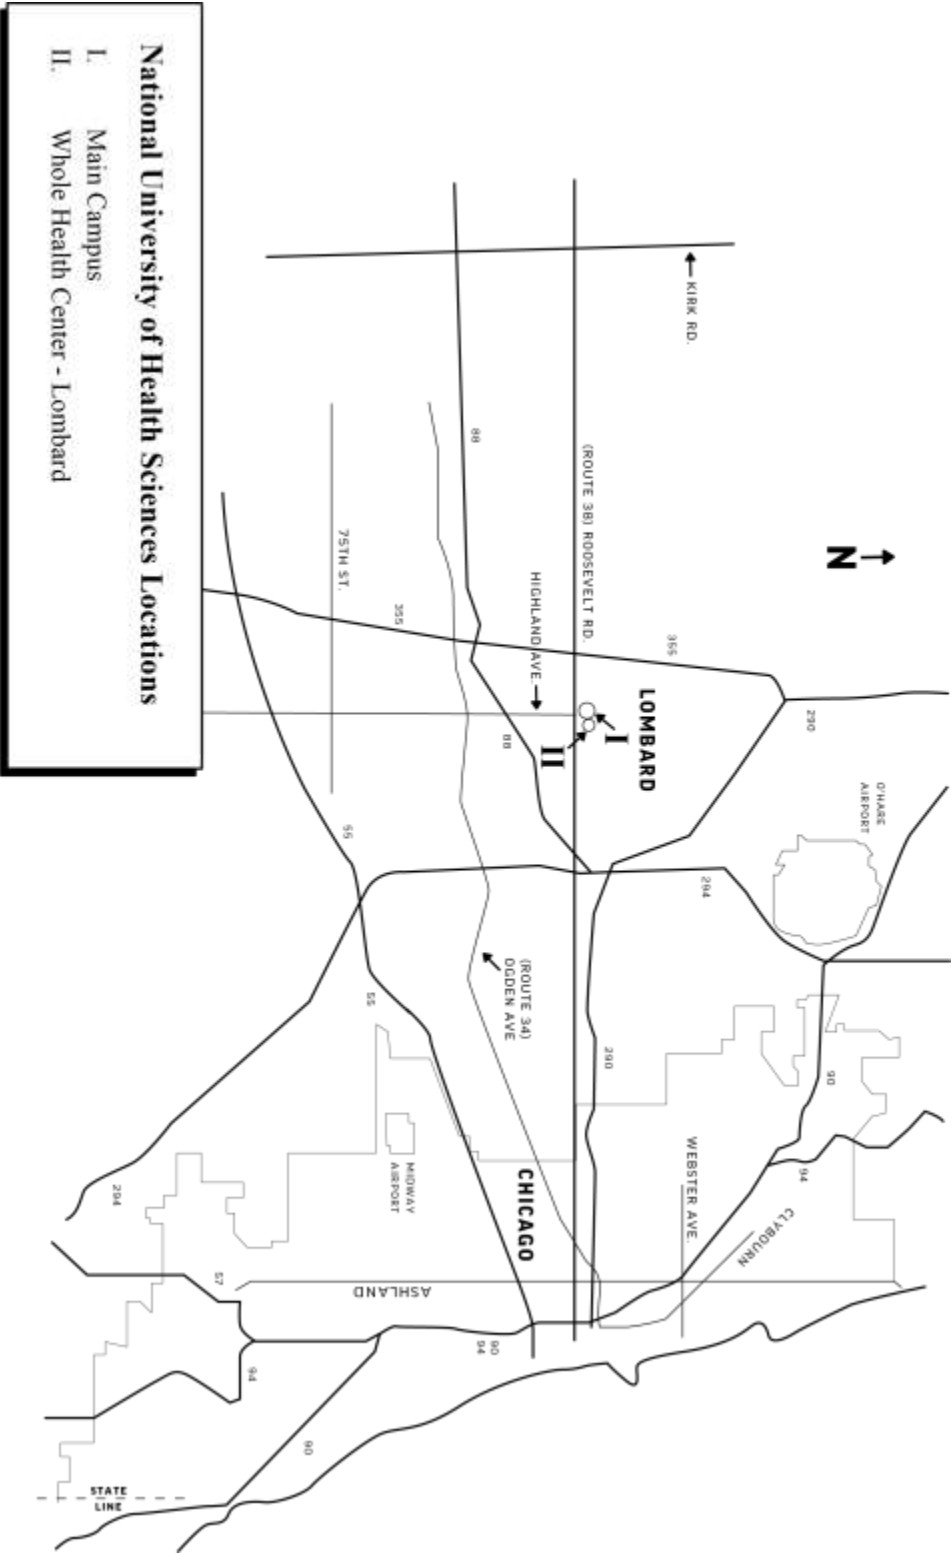 National University of Health Sciences Locations
I. Main Campus
II. Whole Health Center - Lombard
KIRK RD.
N
88
(ROUTE 38) ROOSEVELT RD.
75TH ST.
355
HIGHLAND AVE.
355
LOMBARD
I
II
88
290
O'HARE
AIRPORT
55
294
55
(ROUTE 34)
OGDEN AVE
290
90
94
WEBSTER AVE.
CLYBOURN
MIDWAY
AIRPORT
CHICAGO
294
57
ASHLAND
90
94
94
90
STATE
LINE